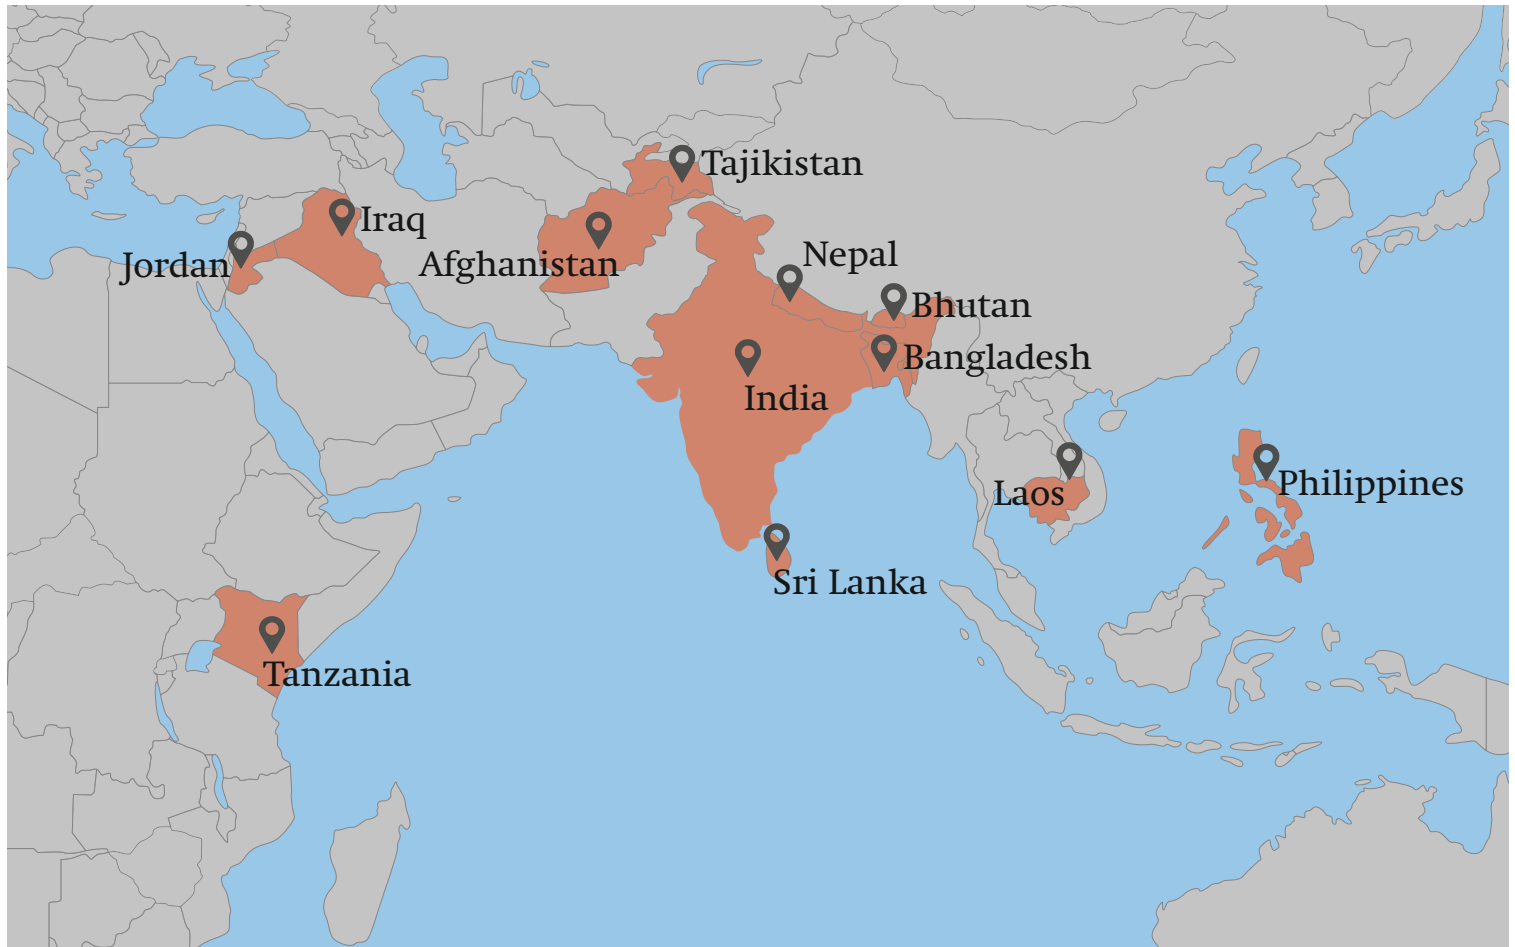 Tajikistan
Iraq
Jordan
Afghanistan
Nepal
Bhutan
Bangladesh
India
Laos
Philippines
Sri Lanka
Tanzania